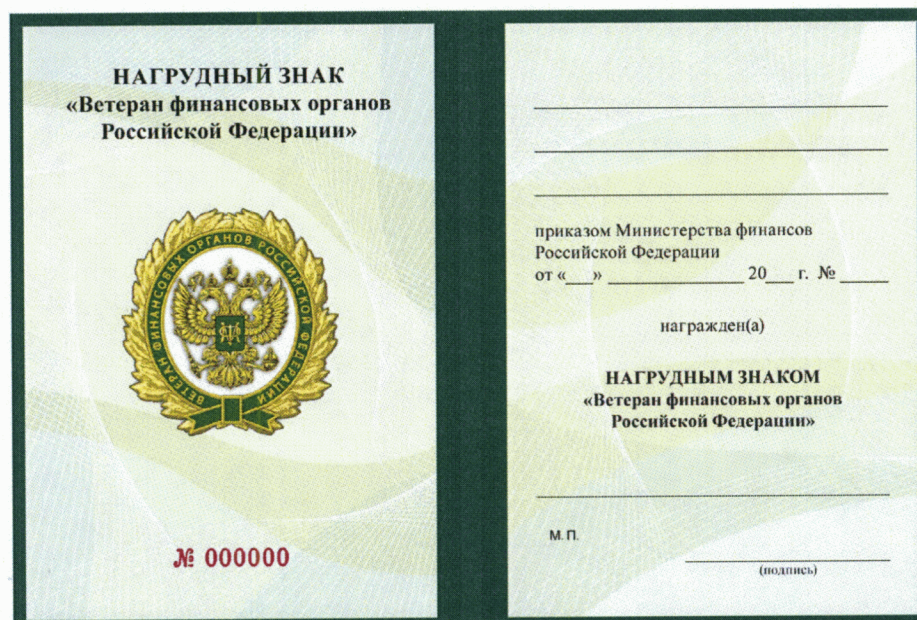 НАГРУДНЫЙ ЗНАК
«Ветеран финансовых органов
Российской Федерации»
ВЕТЕРАН ФИНАНСОВЫХ ОРГАНОВ РОССИЙСКОЙ ФЕДЕРАЦИИ
№ 000000
приказом Министерства финансов
Российской Федерации
от «___» _______________ 20___ г. № _____
награжден(а)
НАГРУДНЫМ ЗНАКОМ
«Ветеран финансовых органов
Российской Федерации»
М. П.
(подпись)